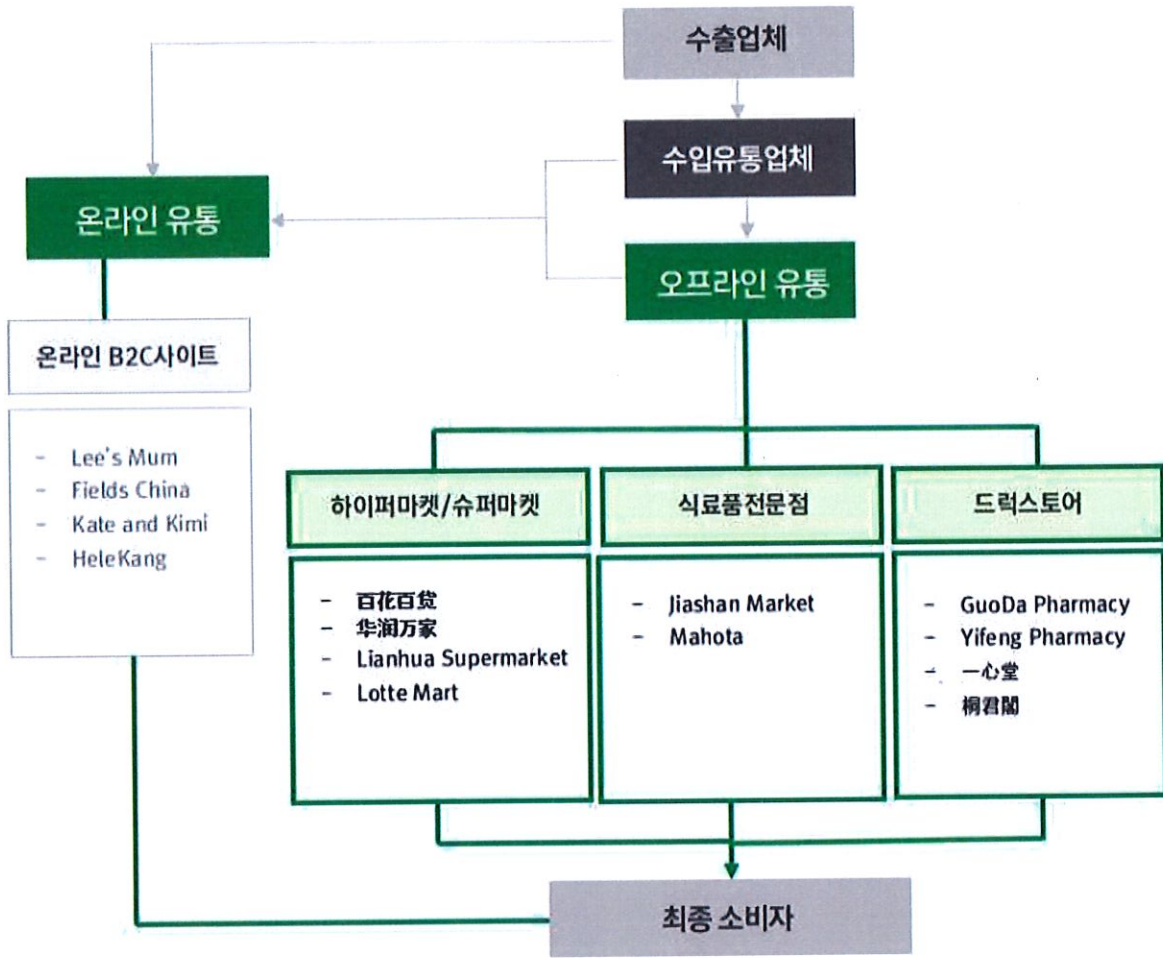 수출업체
수입유통업체
온라인 유통
오프라인 유통
온라인 B2C사이트
- Lee's Mum
- Fields China
- Kate and Kimi
- HeleKang
하이퍼마켓/슈퍼마켓
- 百花百货
- 华润万家
- Lianhua Supermarket
- Lotte Mart
식료품전문점
- Jiashan Market
- Mahota
드럭스토어
- GuoDa Pharmacy
- Yifeng Pharmacy
- 一心堂
- 桐君閣
최종 소비자